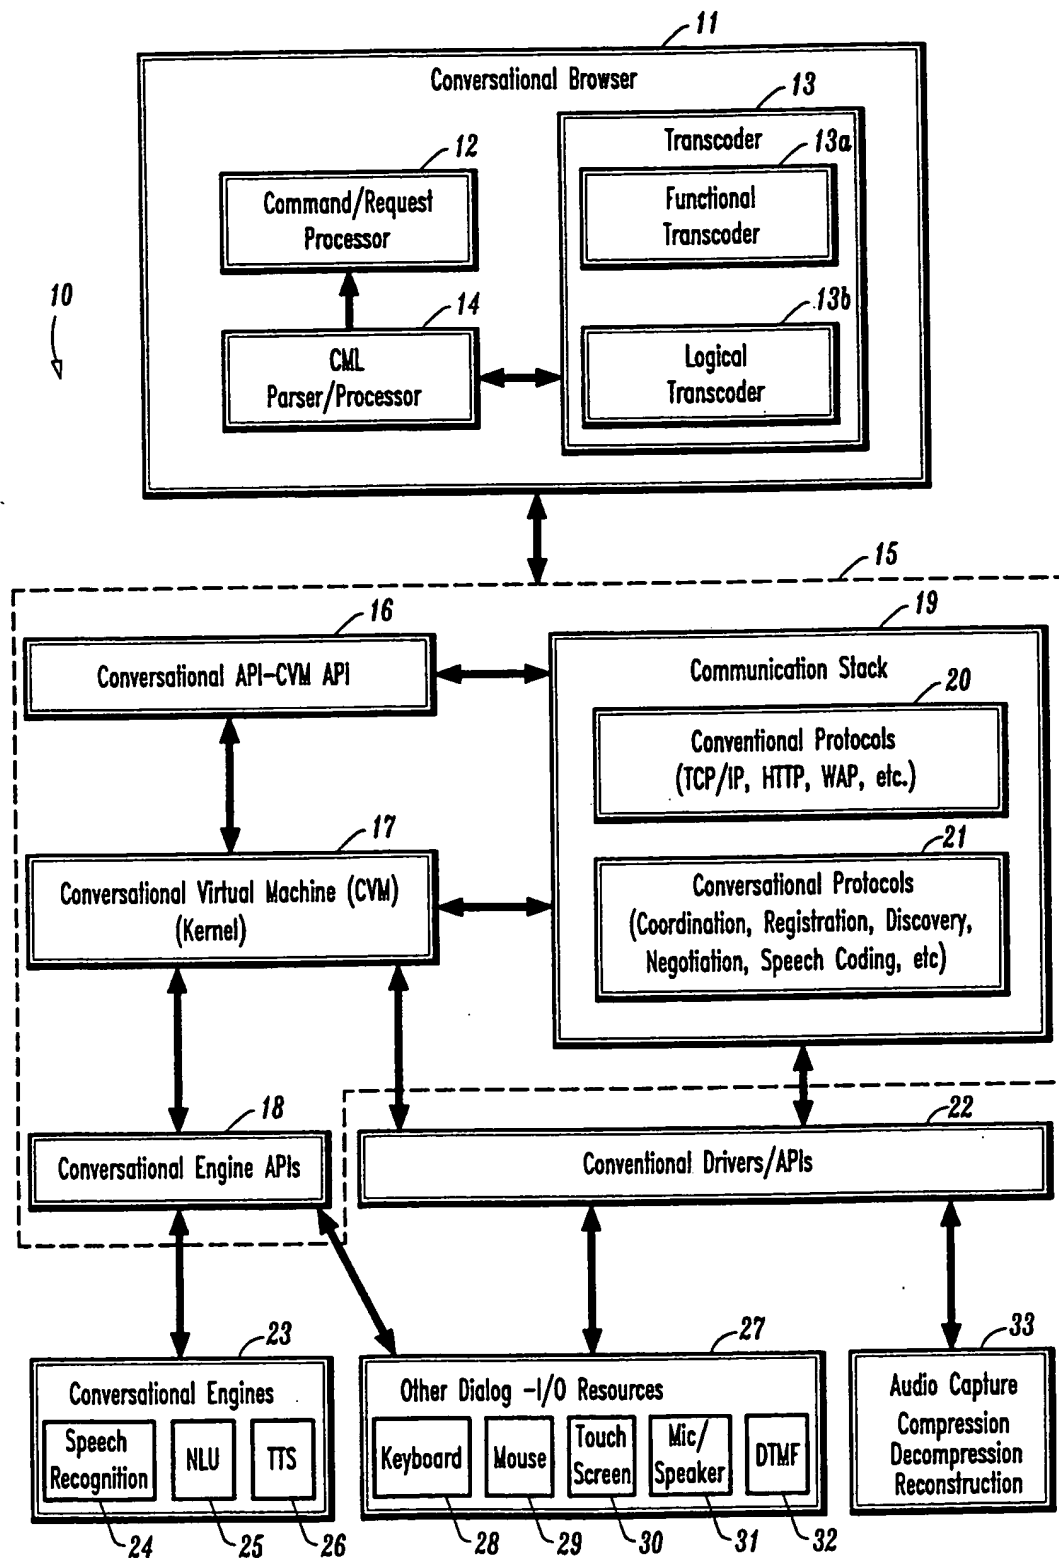 11
Conversational Browser
13
Transcoder
12
13a
Command/Request
Processor
Functional
Transcoder
10
14
13b
CML
Parser/Processor
Logical
Transcoder
15
16
19
Conversational API-CVM API
Communication Stack
20
Conventional Protocols
(TCP/IP, HTTP, WAP, etc.)
17
21
Conversational Virtual Machine (CVM)
(Kernel)
Conversational Protocols
(Coordination, Registration, Discovery,
Negotiation, Speech Coding, etc)
18
22
Conversational Engine APIs
Conventional Drivers/APIs
23
27
33
Conversational Engines
Speech
Recognition
NLU
TTS
24
25
26
Other Dialog -I/O Resources
Keyboard
Mouse
Touch
Screen
Mic/
Speaker
DTMF
28
29
30
31
32
Audio Capture
Compression
Decompression
Reconstruction